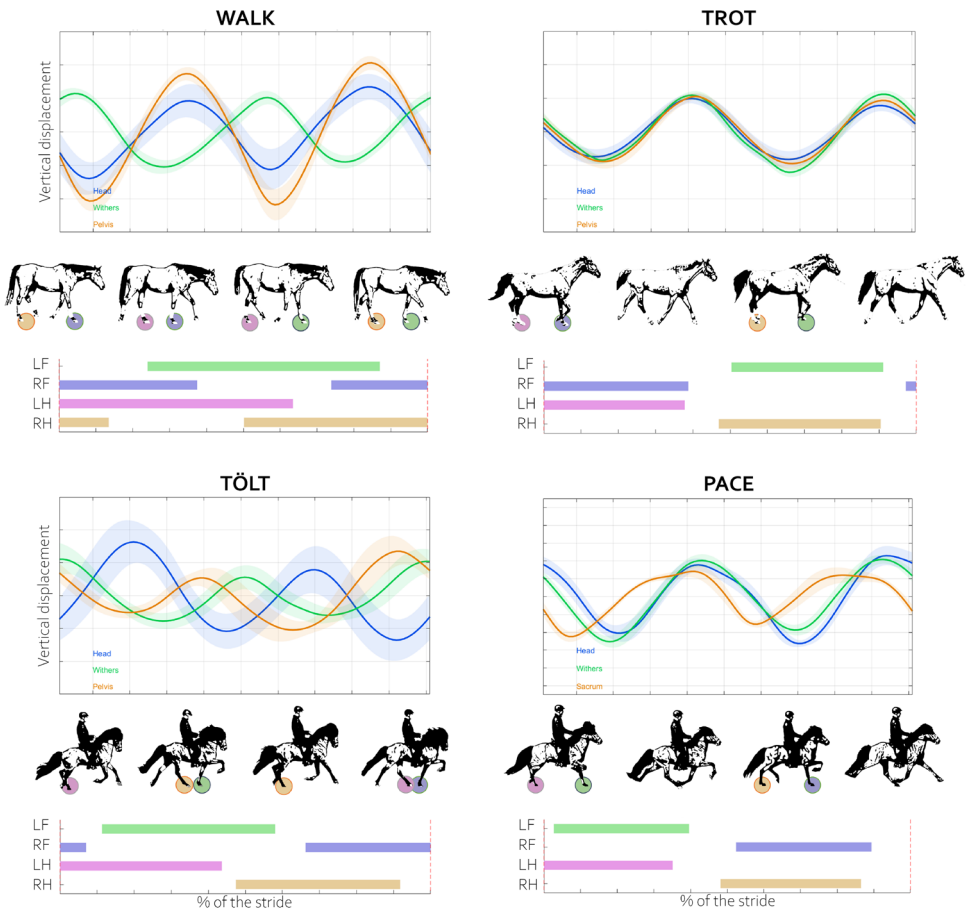 WALK
TROT
Vertical displacement
Head
Withers
Pelvis
Head
Withers
Pelvis
LF
RF
LH
RH
LF
RF
LH
RH
TÖLT
PACE
Vertical displacement
Head
Withers
Pelvis
Head
Withers
Sacrum
LF
RF
LH
RH
% of the stride
LF
RF
LH
RH
% of the stride